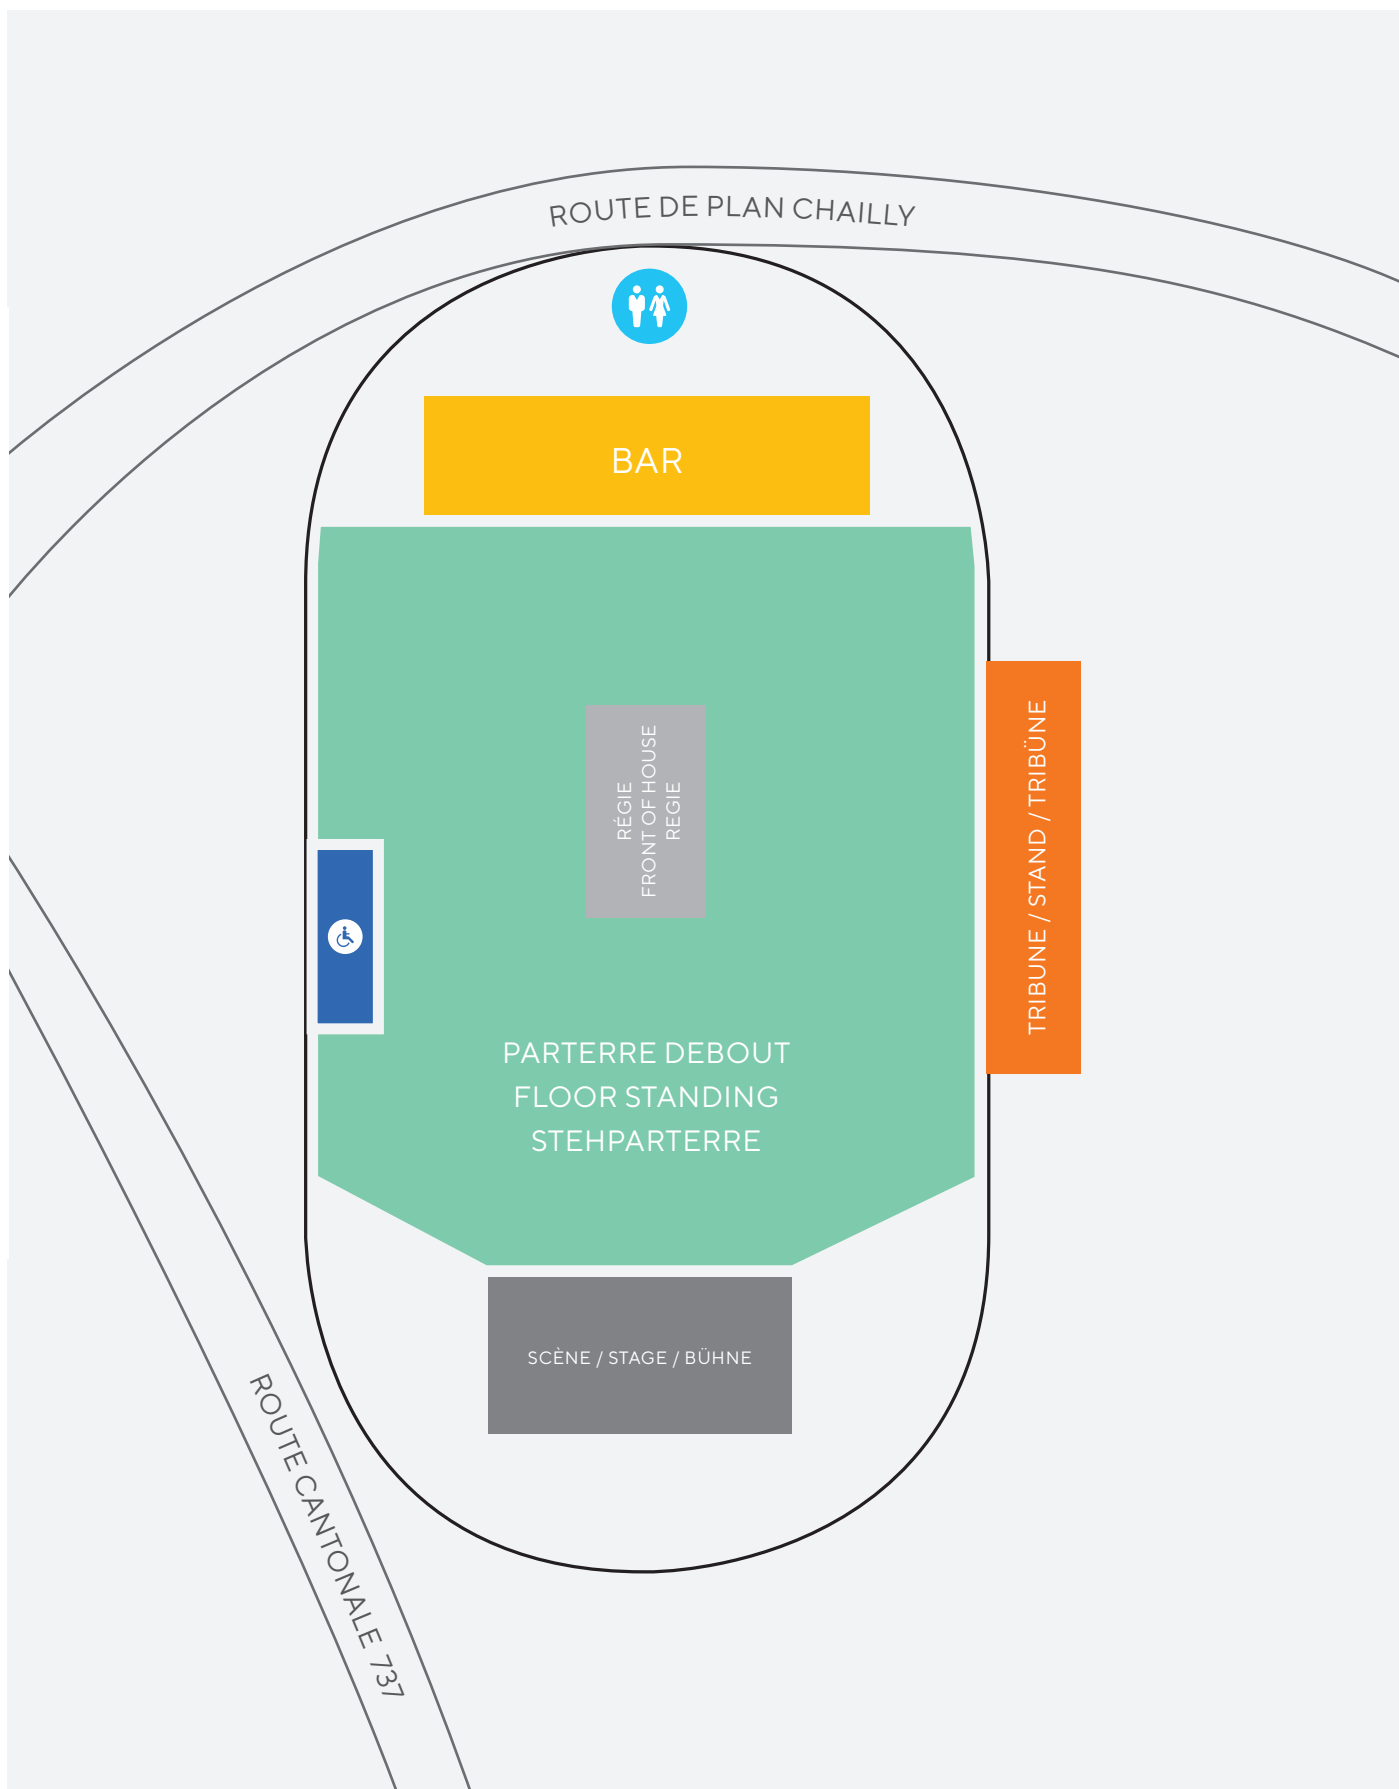 ROUTE DE PLAN CHAILLY
BAR
RÉGIE
FRONT OF HOUSE
REGIE
TRIBUNE / STAND / TRIBÜNE
PARTERRE DEBOUT
FLOOR STANDING
STEHPARTERRE
SCÈNE / STAGE / BÜHNE
ROUTE CANTONALE 737